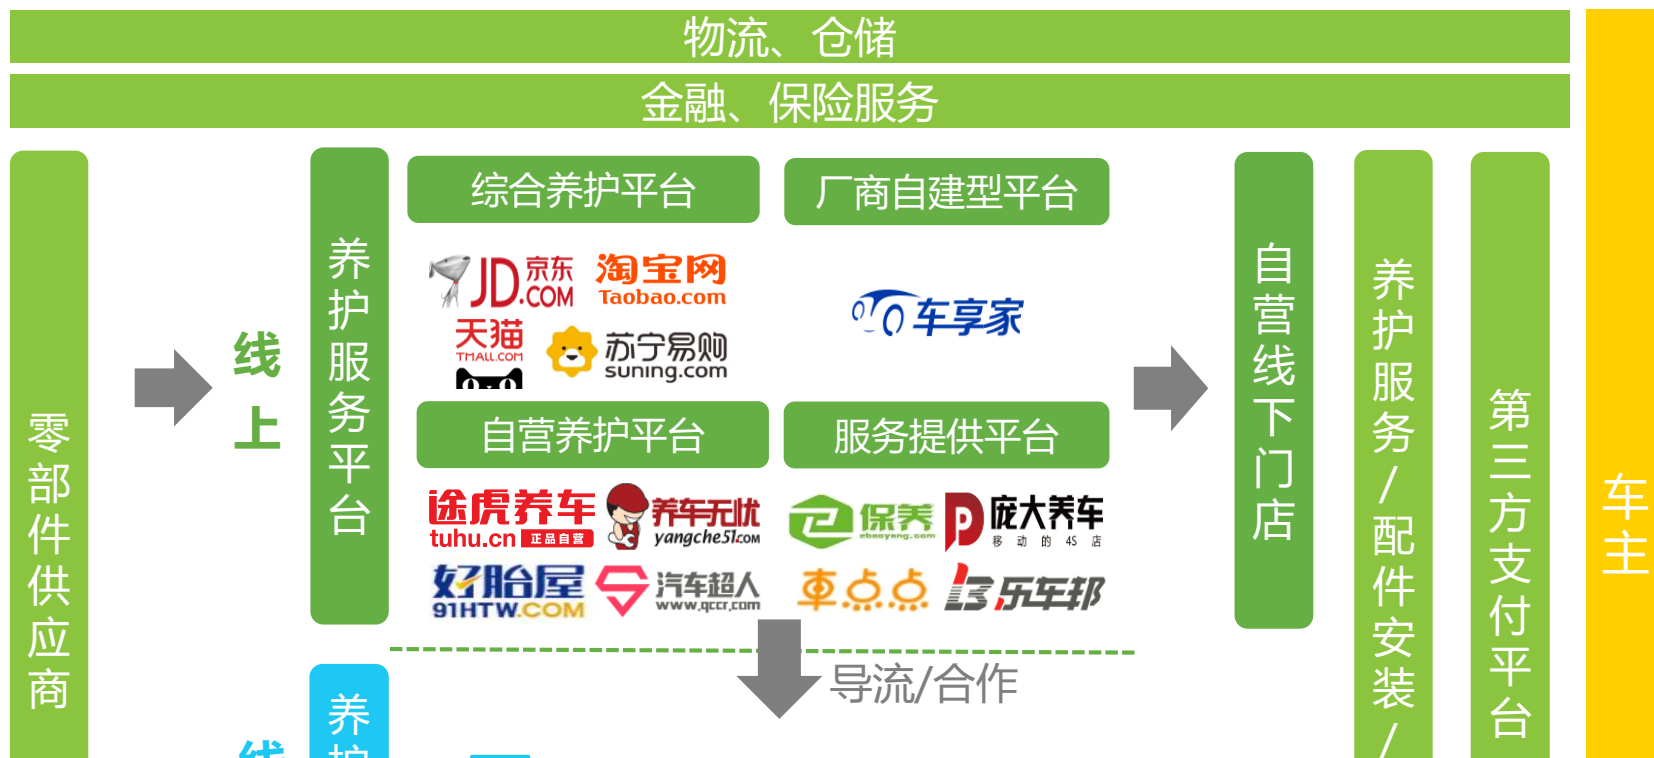 物流、仓储
金融、保险服务
零部件供应商
线上
养护服务平台
综合养护平台
厂商自建型平台
JD.COM 京东
淘宝网
Taobao.com
天猫
TMALL.COM
苏宁易购
suning.com
车享家
自营养护平台
服务提供平台
途虎养车
tuhu.cn 正品自营
养车无忧
yangche51.com
保养
ebaoyang.com
庞大养车
移动的4S店
好胎屋
91HTW.COM
汽车超人
www.qccr.com
車点点
乐车邦
导流/合作
自营线下门店
养护服务/配件安装/
第三方支付平台
车主
养护
线